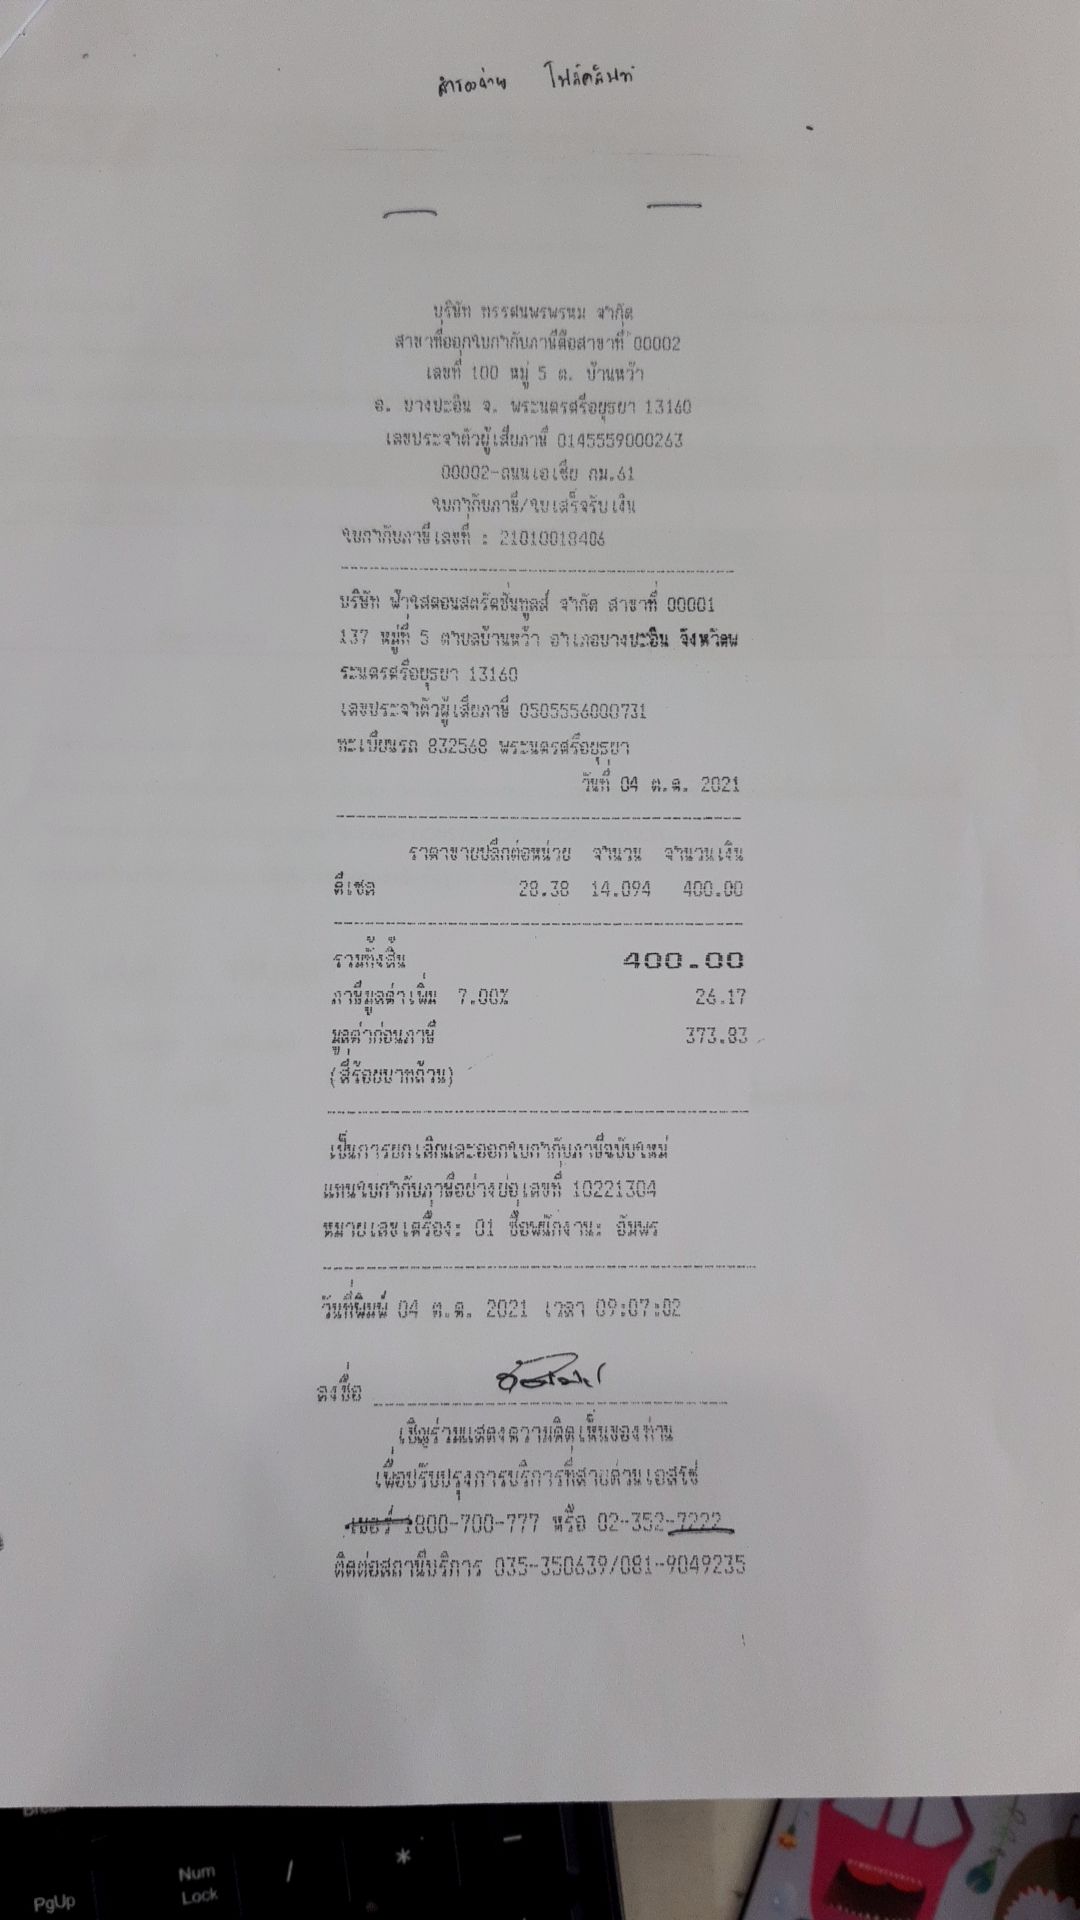 สำรองจ่าย โฟล์คลิฟท์
บริษัท ทรรศนพรพรหม จำกัด
สาขาที่ออกใบกำกับภาษีคือสาขาที่ 00002
เลขที่ 100 หมู่ 5 ต. บ้านหว้า
อ. บางปะอิน จ. พระนครศรีอยุธยา 13160
เลขประจำตัวผู้เสียภาษี 0145559000263
00002-ถนนเอเซีย กม.61
ใบกำกับภาษี/ใบเสร็จรับเงิน
ใบกำกับภาษีเลขที่ : 21010018406
บริษัท ฟ้าใสคอนสตรัคชั่นทูลส์ จำกัด สาขาที่ 00001
137 หมู่ที่ 5 ตำบลบ้านหว้า อำเภอบางปะอิน จังหวัดพ
ระนครศรีอยุธยา 13160
เลขประจำตัวผู้เสียภาษี 0505556000731
ทะเบียนรถ 832568 พระนครศรีอยุธยา
วันที่ 04 ต.ค. 2021
ราคาขายปลีกต่อหน่วย จำนวน จำนวนเงิน
ดีเซล 28.38 14.094 400.00
รวมทั้งสิ้น 400.00
ภาษีมูลค่าเพิ่ม 7.00% 26.17
มูลค่าก่อนภาษี 373.83
(สี่ร้อยบาทถ้วน)
เป็นการยกเลิกและออกใบกำกับภาษีฉบับใหม่
แทนใบกำกับภาษีอย่างย่อเลขที่ 10221304
หมายเลขเครื่อง: 01 ชื่อพนักงาน: อัมพร
วันที่พิมพ์ 04 ต.ค. 2021 เวลา 09:07:02
ลงชื่อ
เชิญร่วมแสดงความคิดเห็นของท่าน
เพื่อปรับปรุงการบริการที่สายด่วนเอสโซ่
เบอร์ 1800-700-777 หรือ 02-352-7222
ติดต่อสถานีบริการ 035-350639/081-9049235
Break
Num
Lock
/
*
-
PgUp